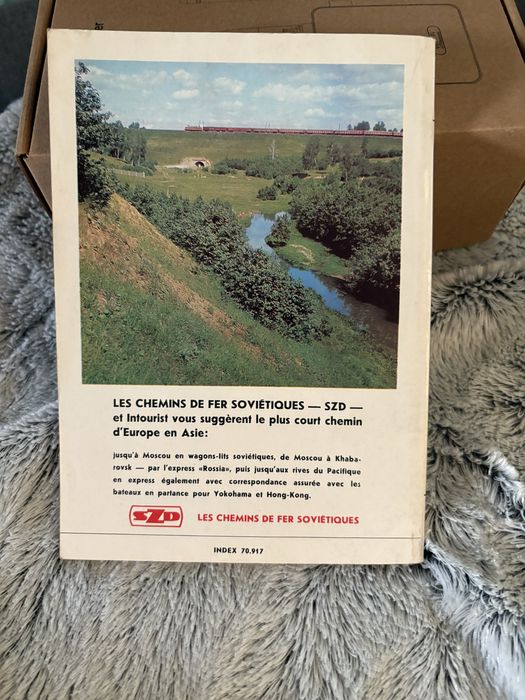 LES CHEMINS DE FER SOVIÉTIQUES — SZD —
et Intourist vous suggèrent le plus court chemin
d'Europe en Asie:
jusqu'à Moscou en wagons-lits soviétiques, de Moscou à Khaba-
rovsk — par l'express «Rossia», puis jusqu'aux rives du Pacifique
en express également avec correspondance assurée avec les
bateaux en partance pour Yokohama et Hong-Kong.
SZD LES CHEMINS DE FER SOVIÉTIQUES
INDEX 70.917